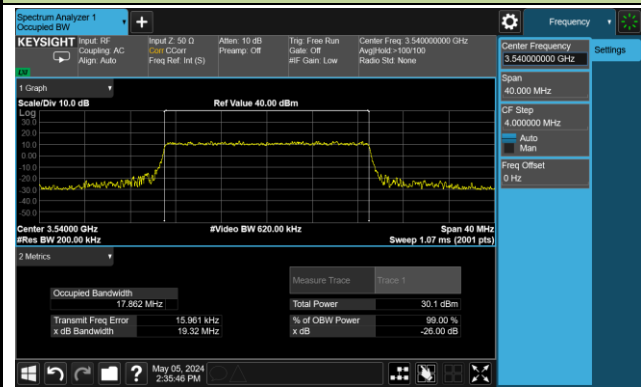 Spectrum Analyzer 1
Occupied BW
Frequency
KEYSIGHT
Input: RF
Coupling: AC
Align: Auto
Input Z: 50 Ω
Corr CCorr
Freq Ref: Int (S)
Atten: 10 dB
Preamp: Off
Trig: Free Run
Gate: Off
#IF Gain: Low
Center Freq: 3.540000000 GHz
Avg|Hold:>100/100
Radio Std: None
Center Frequency
3.540000000 GHz
Settings
Span
40.000 MHz
CF Step
4.000000 MHz
Auto
Man
Freq Offset
0 Hz
1 Graph
Scale/Div 10.0 dB
Ref Value 40.00 dBm
Log
30.0
20.0
10.0
0.00
-10.0
-20.0
-30.0
-40.0
-50.0
Center 3.54000 GHz
#Video BW 620.00 kHz
Span 40 MHz
#Res BW 200.00 kHz
Sweep 1.07 ms (2001 pts)
2 Metrics
Measure Trace
Trace 1
Occupied Bandwidth
17.862 MHz
Total Power
30.1 dBm
Transmit Freq Error
15.961 kHz
% of OBW Power
99.00 %
x dB Bandwidth
19.32 MHz
x dB
-26.00 dB
May 05, 2024
2:35:46 PM